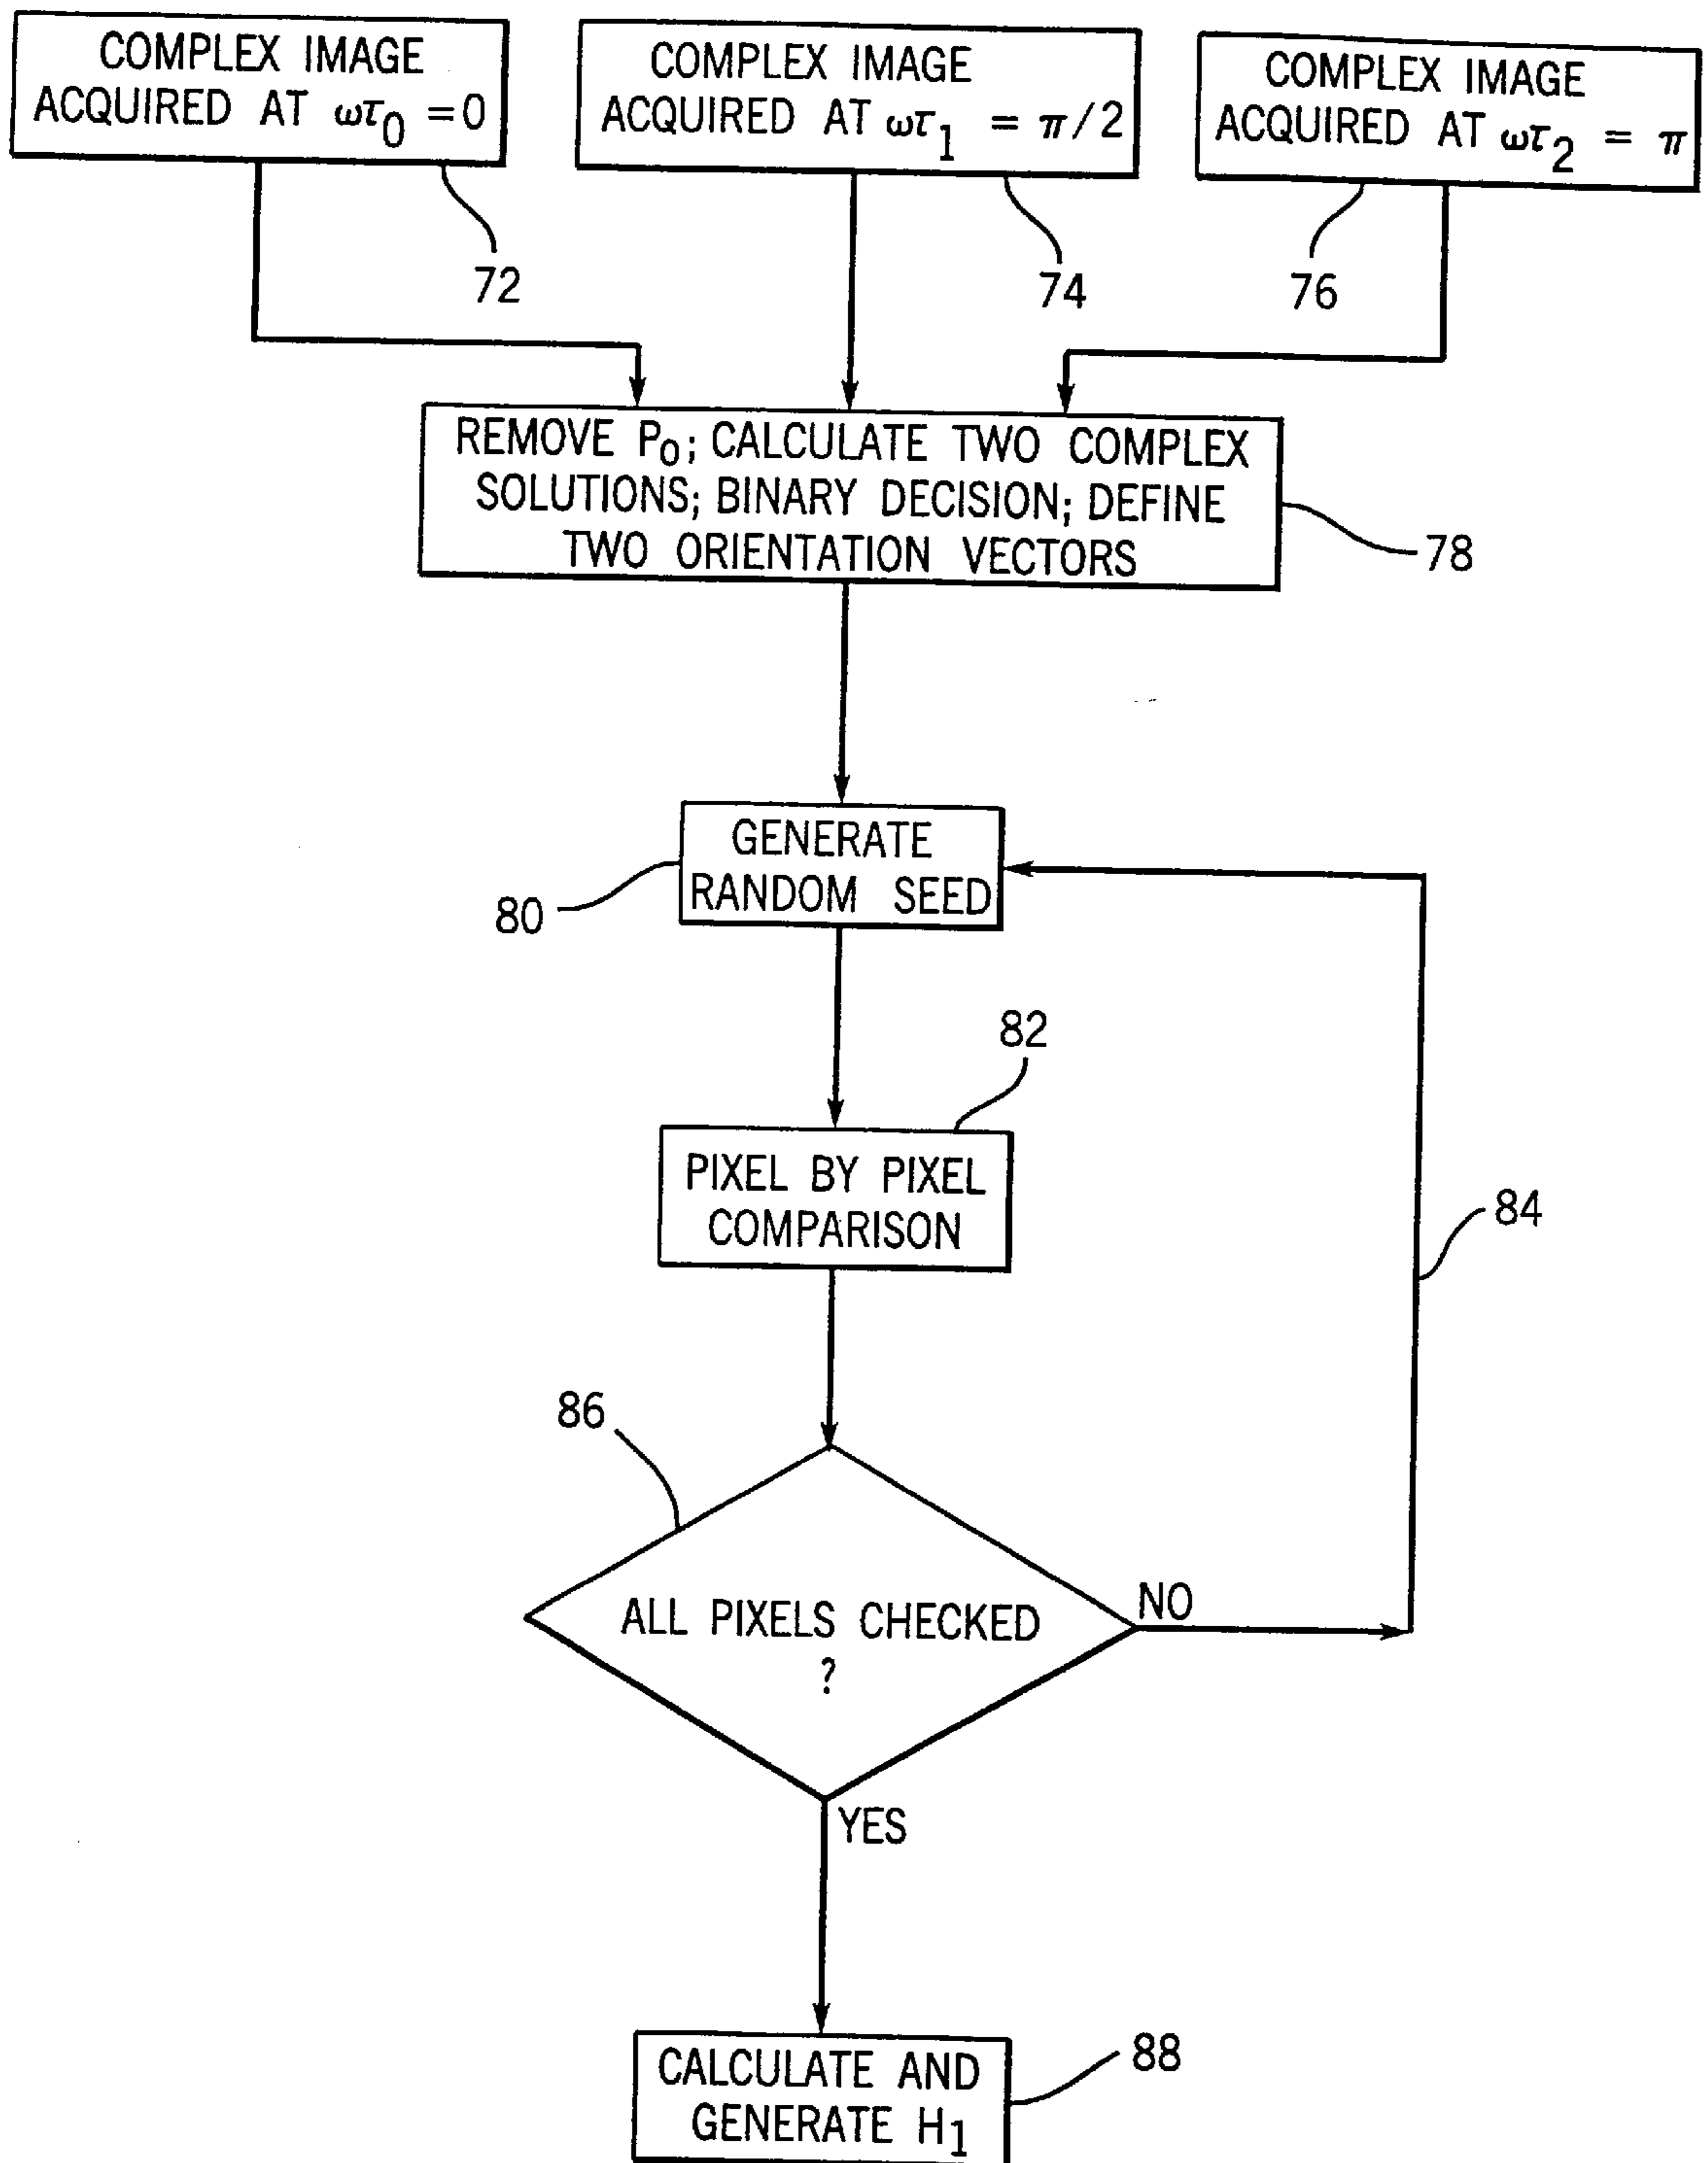 COMPLEX IMAGE
ACQUIRED AT ωτ₀ = 0
COMPLEX IMAGE
ACQUIRED AT ωτ₁ = π/2
COMPLEX IMAGE
ACQUIRED AT ωτ₂ = π
72
74
76
REMOVE P₀; CALCULATE TWO COMPLEX
SOLUTIONS; BINARY DECISION; DEFINE
TWO ORIENTATION VECTORS
78
GENERATE
RANDOM SEED
80
82
PIXEL BY PIXEL
COMPARISON
84
86
ALL PIXELS CHECKED
?
NO
YES
CALCULATE AND
GENERATE H₁
88